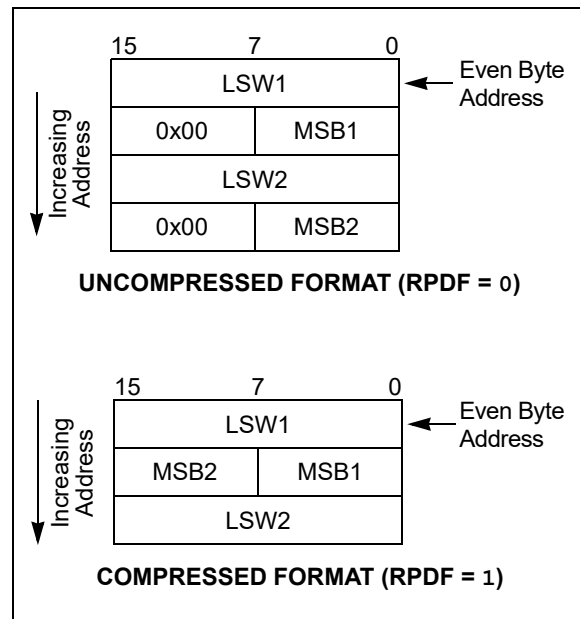 15 7 0
LSW1
Even Byte
Address
0x00 MSB1
LSW2
0x00 MSB2
Increasing
Address
UNCOMPRESSED FORMAT (RPDF = 0)
15 7 0
LSW1
Even Byte
Address
MSB2 MSB1
LSW2
Increasing
Address
COMPRESSED FORMAT (RPDF = 1)